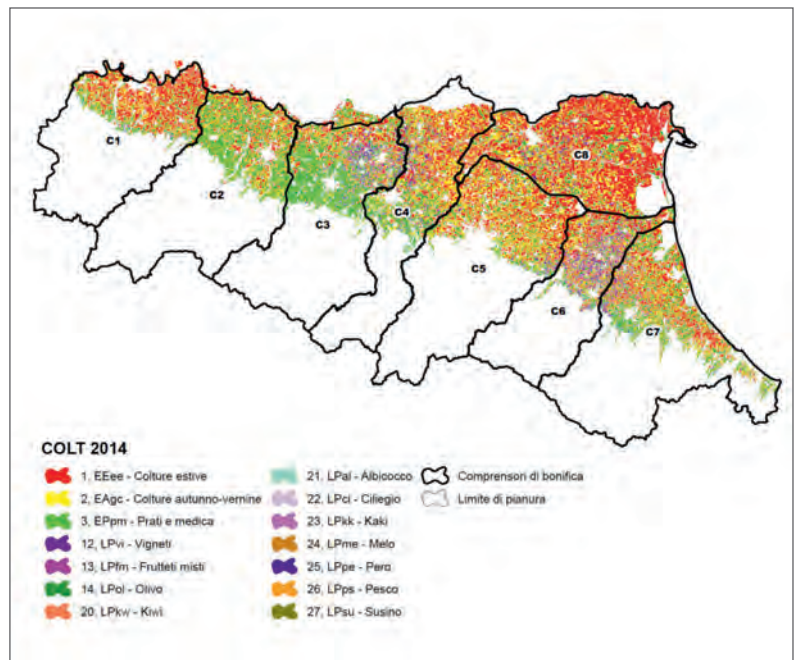 C1
C2
C3
C4
C5
C6
C7
C8
COLT 2014
1, EEee - Colture estive
2, EAgc - Colture autunno-vernine
3, EPpm - Prati e medica
12, LPvi - Vigneti
13, LPfm - Frutteti misti
14, LPol - Olivo
20, LPkw - Kiwi
21, LPal - Albicocco
22, LPci - Ciliegio
23, LPkk - Kaki
24, LPme - Melo
25, LPpe - Pero
26, LPps - Pesco
27, LPsu - Susino
Comprensori di bonifica
Limite di pianura